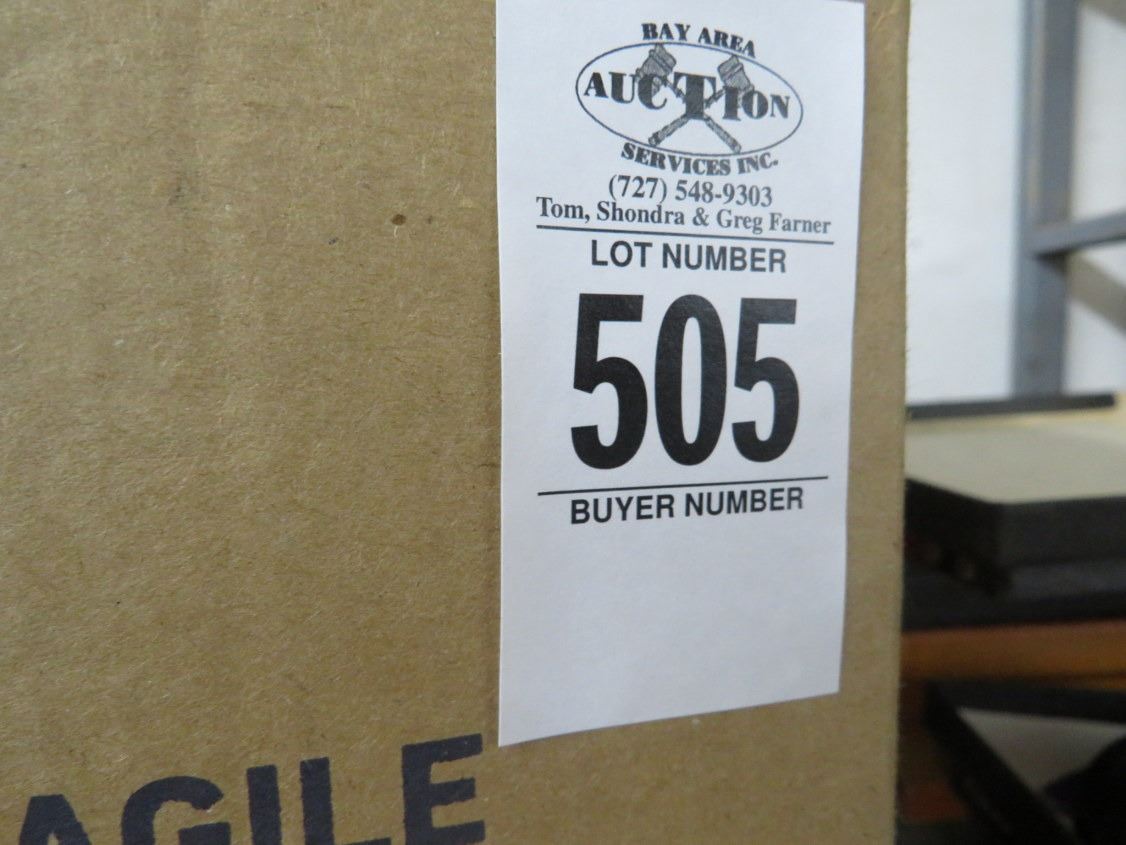 BAY AREA
AUCTION
SERVICES INC.
(727) 548-9303
Tom, Shondra & Greg Farner
LOT NUMBER
505
BUYER NUMBER
AGILE